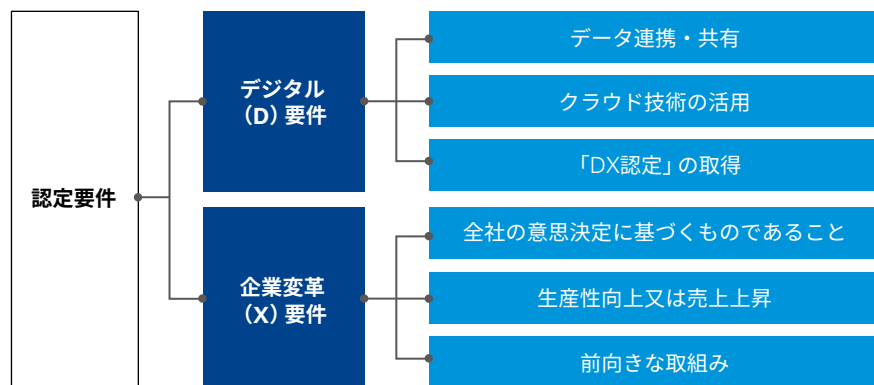 認定要件
デジタル
（D）要件
データ連携・共有
クラウド技術の活用
「DX認定」の取得
企業変革
（X）要件
全社の意思決定に基づくものであること
生産性向上又は売上上昇
前向きな取組み